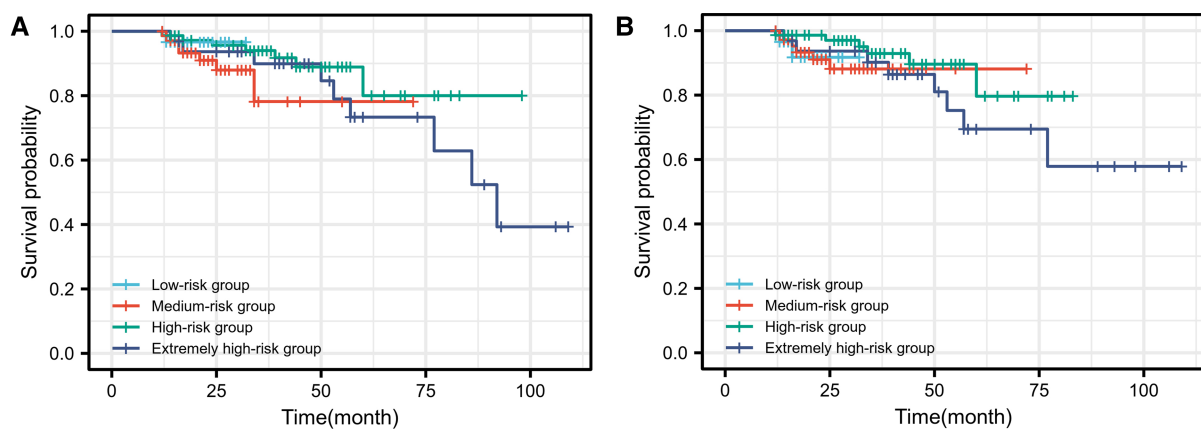 A
Survival probability
1.0
0.8
0.6
0.4
0.2
0.0
Low-risk group
Medium-risk group
High-risk group
Extremely high-risk group
0 25 50 75 100
Time(month)
B
Survival probability
1.0
0.8
0.6
0.4
0.2
0.0
Low-risk group
Medium-risk group
High-risk group
Extremely high-risk group
0 25 50 75 100
Time(month)